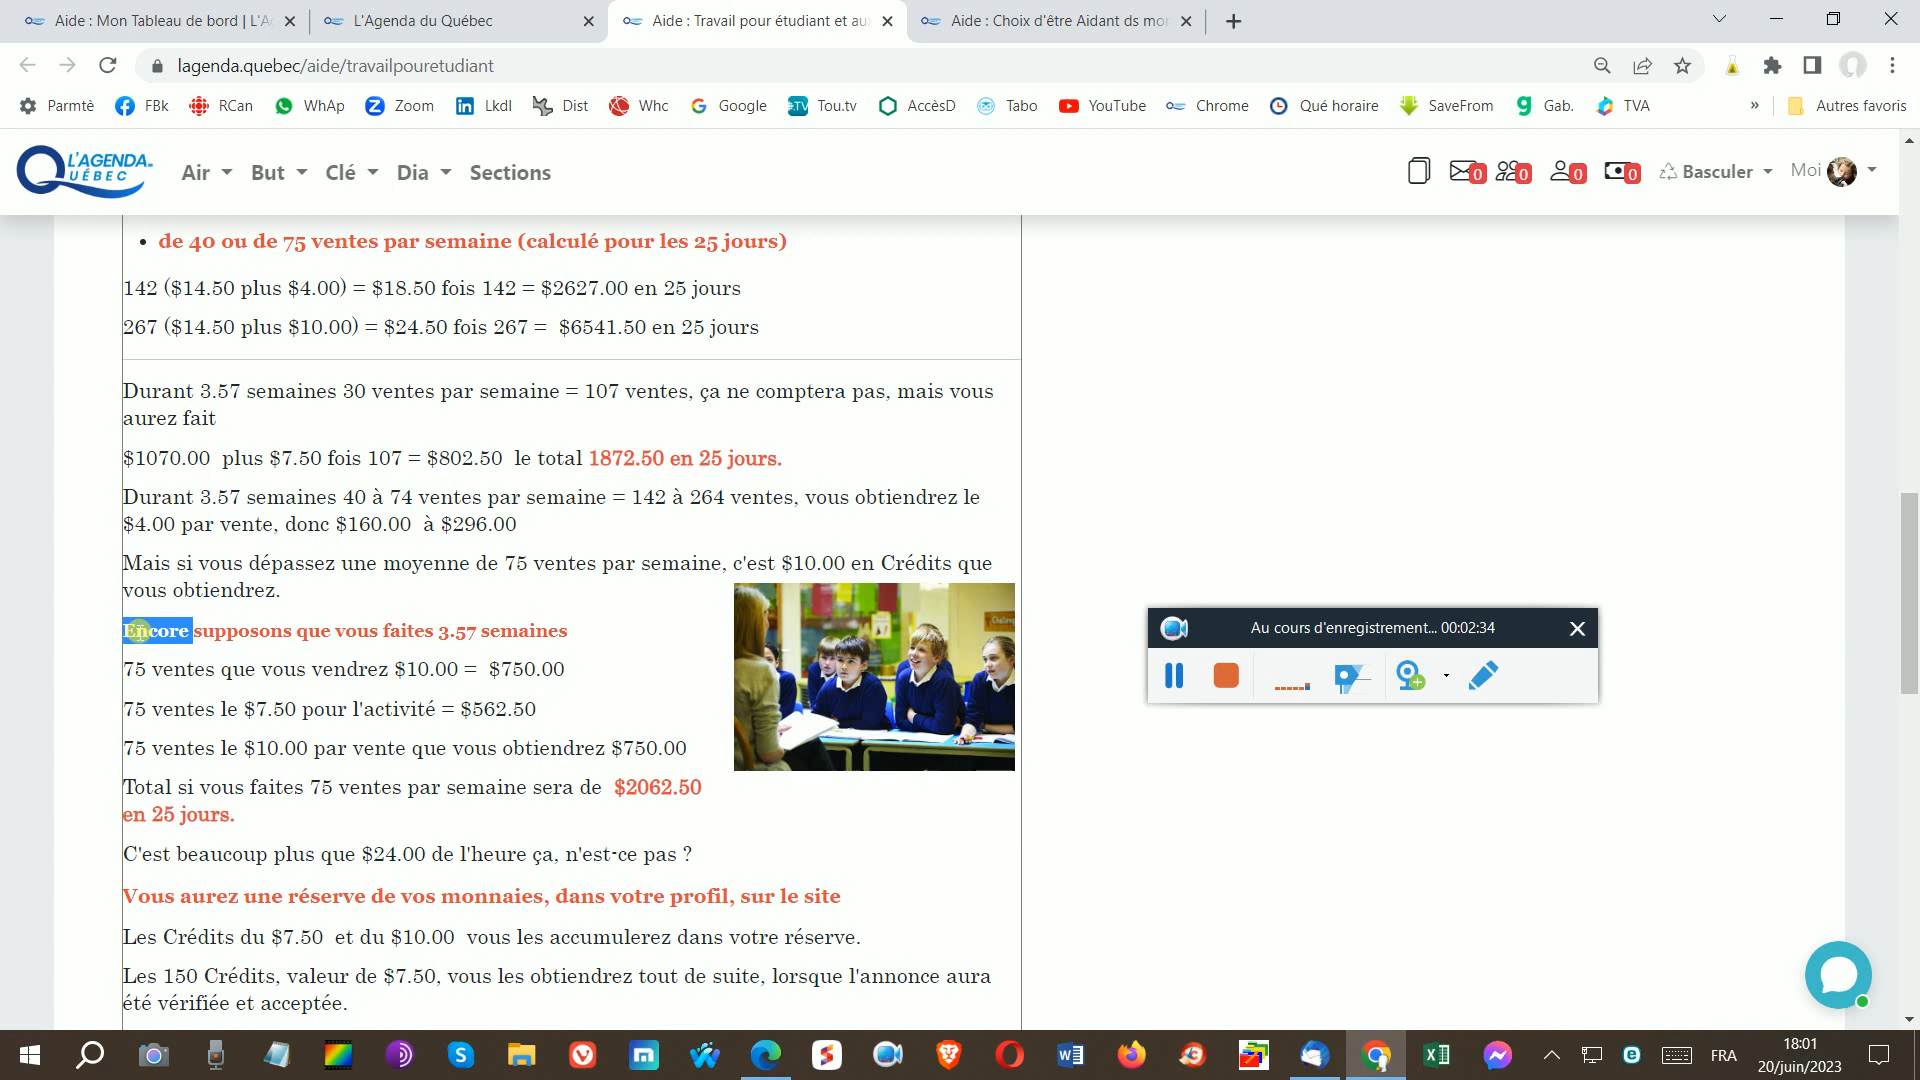 Aide : Mon Tableau de bord | L'A
L'Agenda du Québec
Aide : Travail pour étudiant et au
Aide : Choix d'être Aidant ds mo
lagenda.quebec/aide/travailpouretudiant
Parmtè FBk RCan WhAp Zoom Lkdl Dist Whc Google Tou.tv AccèsD Tabo YouTube Chrome Qué horaire SaveFrom Gab. TVA » Autres favoris
L'AGENDA.
QUÉBEC
Air But Clé Dia Sections
0 0 0 0 Basculer Moi
• de 40 ou de 75 ventes par semaine (calculé pour les 25 jours)
142 ($14.50 plus $4.00) = $18.50 fois 142 = $2627.00 en 25 jours
267 ($14.50 plus $10.00) = $24.50 fois 267 = $6541.50 en 25 jours
Durant 3.57 semaines 30 ventes par semaine = 107 ventes, ça ne comptera pas, mais vous
aurez fait
$1070.00 plus $7.50 fois 107 = $802.50 le total 1872.50 en 25 jours.
Durant 3.57 semaines 40 à 74 ventes par semaine = 142 à 264 ventes, vous obtiendrez le
$4.00 par vente, donc $160.00 à $296.00
Mais si vous dépassez une moyenne de 75 ventes par semaine, c'est $10.00 en Crédits que
vous obtiendrez.
Encore supposons que vous faites 3.57 semaines
75 ventes que vous vendrez $10.00 = $750.00
75 ventes le $7.50 pour l'activité = $562.50
75 ventes le $10.00 par vente que vous obtiendrez $750.00
Total si vous faites 75 ventes par semaine sera de $2062.50
en 25 jours.
C'est beaucoup plus que $24.00 de l'heure ça, n'est-ce pas ?
Vous aurez une réserve de vos monnaies, dans votre profil, sur le site
Les Crédits du $7.50 et du $10.00 vous les accumulerez dans votre réserve.
Les 150 Crédits, valeur de $7.50, vous les obtiendrez tout de suite, lorsque l'annonce aura
été vérifiée et acceptée.
Au cours d'enregistrement... 00:02:34
FRA
18:01
20/juin/2023